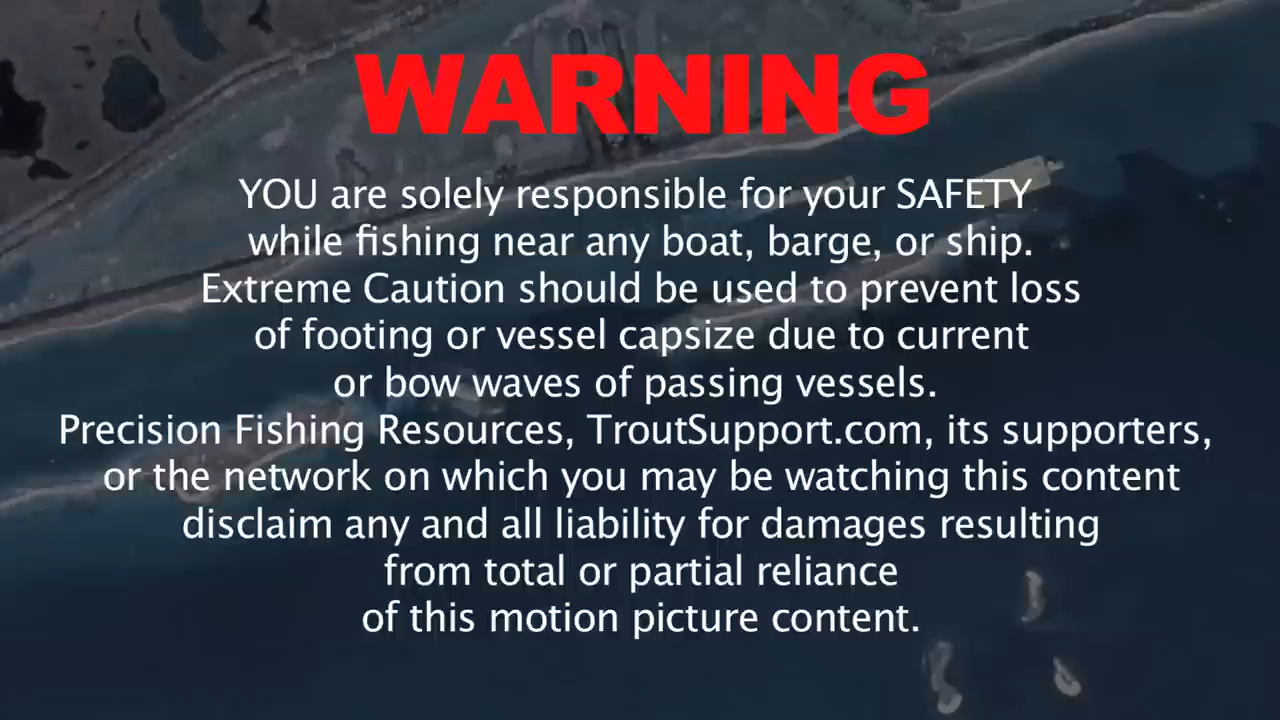 WARNING
YOU are solely responsible for your SAFETY
while fishing near any boat, barge, or ship.
Extreme Caution should be used to prevent loss
of footing or vessel capsize due to current
or bow waves of passing vessels.
Precision Fishing Resources, TroutSupport.com, its supporters,
or the network on which you may be watching this content
disclaim any and all liability for damages resulting
from total or partial reliance
of this motion picture content.